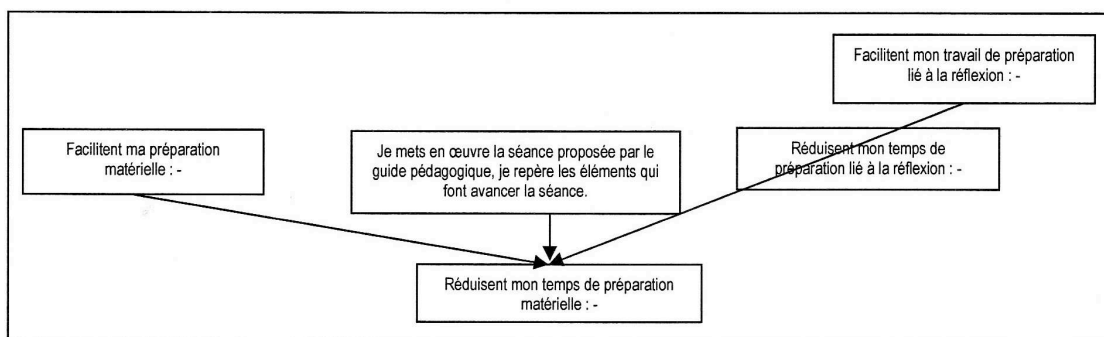 Facilitent mon travail de préparation
lié à la réflexion : -
Facilitent ma préparation
matérielle : -
Je mets en œuvre la séance proposée par le
guide pédagogique, je repère les éléments qui
font avancer la séance.
Réduisent mon temps de
préparation lié à la réflexion : -
Réduisent mon temps de préparation
matérielle : -